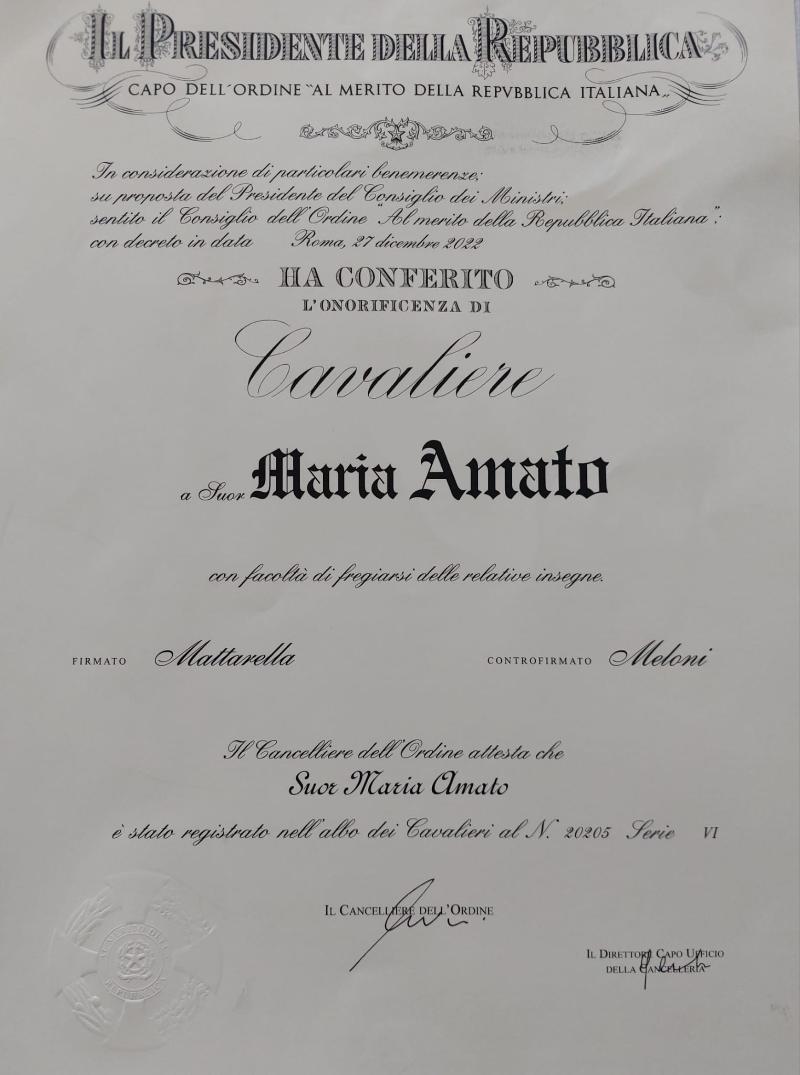 IL PRESIDENTE DELLA REPUBBLICA
CAPO DELL'ORDINE "AL MERITO DELLA REPVBBLICA ITALIANA„
In considerazione di particolari benemerenze;
su proposta del Presidente del Consiglio dei Ministri;
sentito il Consiglio dell'Ordine "Al merito della Repubblica Italiana";
con decreto in data Roma, 27 dicembre 2022
HA CONFERITO
L'ONORIFICENZA DI
Cavaliere
a Suor Maria Amato
con facoltà di fregiarsi delle relative insegne.
FIRMATO Mattarella CONTROFIRMATO Meloni
Il Cancelliere dell'Ordine attesta che
Suor Maria Amato
è stato registrato nell'albo dei Cavalieri al N. 20205 Serie VI
IL CANCELLIERE DELL'ORDINE
IL DIRETTORE CAPO UFFICIO
DELLA CANCELLERIA